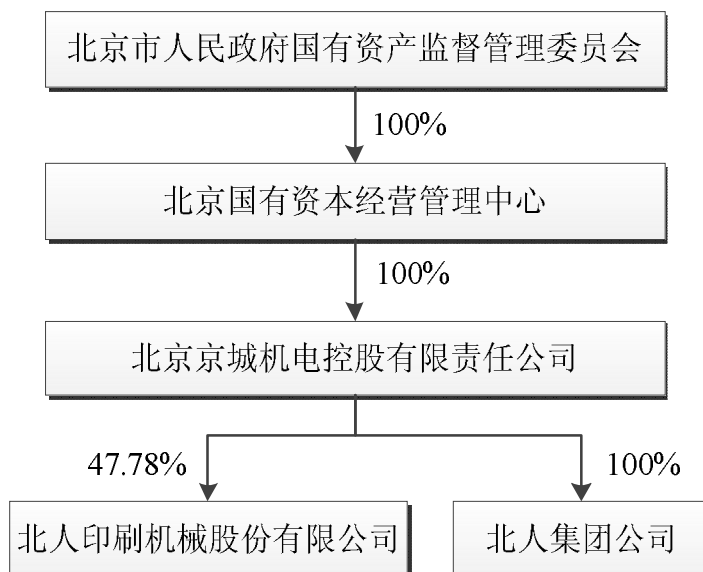 北京市人民政府国有资产监督管理委员会
100%
北京国有资本经营管理中心
100%
北京京城机电控股有限责任公司
47.78%
100%
北人印刷机械股份有限公司
北人集团公司